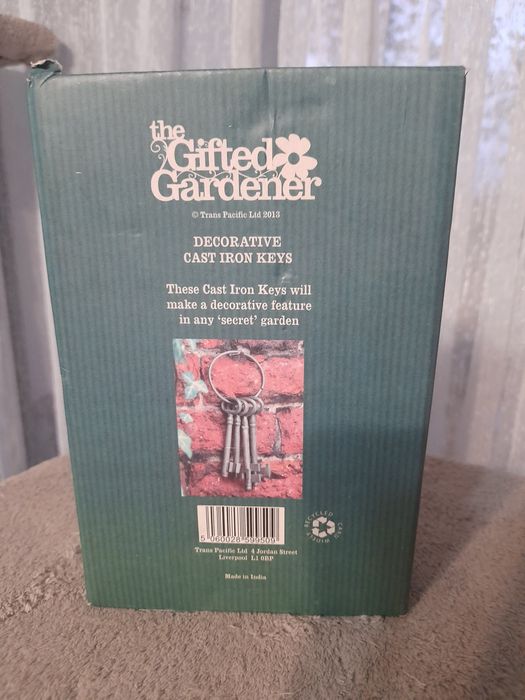 the
Gifted
Gardener
© Trans Pacific Ltd 2013
DECORATIVE
CAST IRON KEYS
These Cast Iron Keys will
make a decorative feature
in any ‘secret’ garden
5 060028 599509
RECYCLED CARD
Trans Pacific Ltd 4 Jordan Street
Liverpool L1 0BP
Made in India